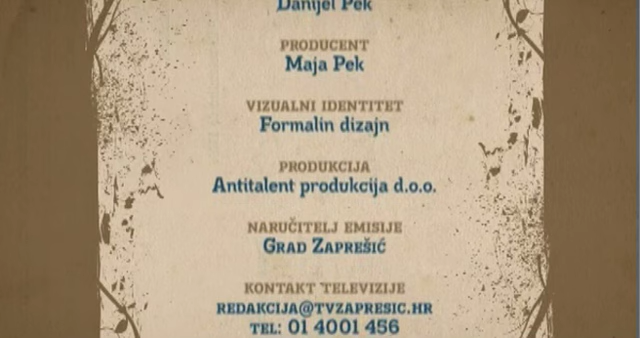 Danijel Pek
PRODUCENT
Maja Pek
VIZUALNI IDENTITET
Formalin dizajn
PRODUKCIJA
Antitalent produkcija d.o.o.
NARUČITELJ EMISIJE
GRAD ZAPREŠIĆ
KONTAKT TELEVIZIJE
REDAKCIJA@TVZAPRESIC.HR
TEL: 01 4001 456